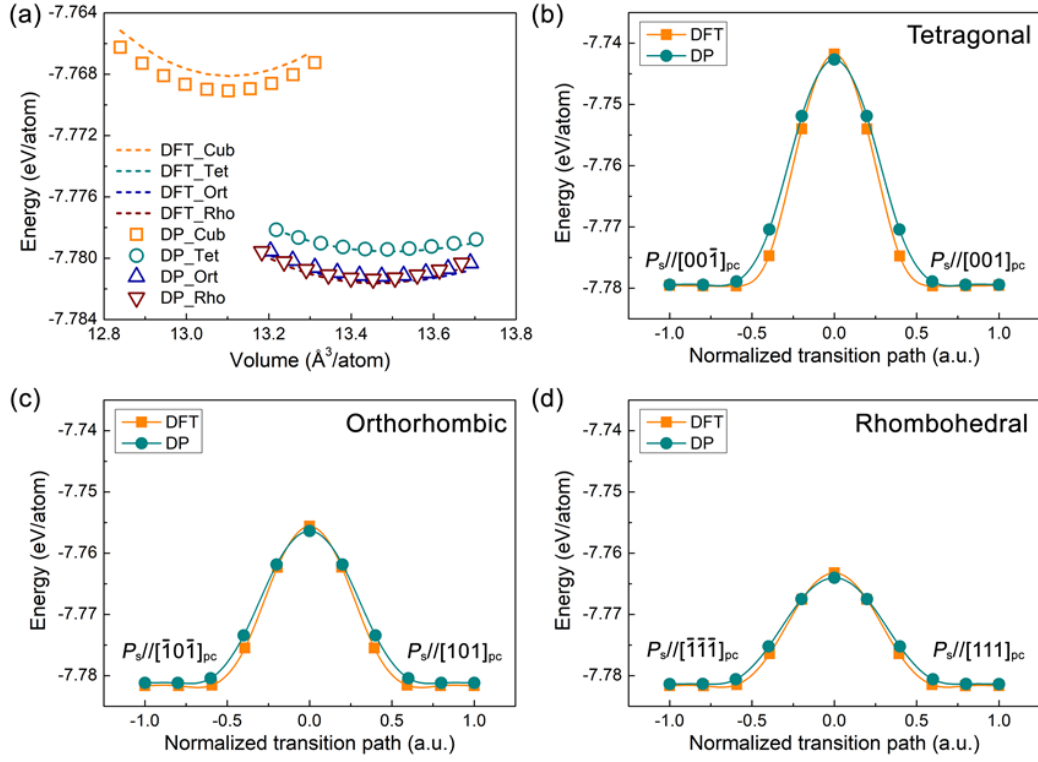 (a)
-7.764
-7.768
-7.772
-7.776
-7.780
-7.784
Energy (eV/atom)
DFT_Cub
DFT_Tet
DFT_Ort
DFT_Rho
DP_Cub
DP_Tet
DP_Ort
DP_Rho
12.8 13.0 13.2 13.4 13.6 13.8
Volume (Å³/atom)
(b)
DFT
DP
Tetragonal
-7.74
-7.75
-7.76
-7.77
-7.78
Energy (eV/atom)
Pₛ//[001̄]pc
Pₛ//[001]pc
-1.0 -0.5 0.0 0.5 1.0
Normalized transition path (a.u.)
(c)
DFT
DP
Orthorhombic
-7.74
-7.75
-7.76
-7.77
-7.78
Energy (eV/atom)
Pₛ//[1̄01̄]pc
Pₛ//[101]pc
-1.0 -0.5 0.0 0.5 1.0
Normalized transition path (a.u.)
(d)
DFT
DP
Rhombohedral
-7.74
-7.75
-7.76
-7.77
-7.78
Energy (eV/atom)
Pₛ//[1̄1̄1̄]pc
Pₛ//[111]pc
-1.0 -0.5 0.0 0.5 1.0
Normalized transition path (a.u.)